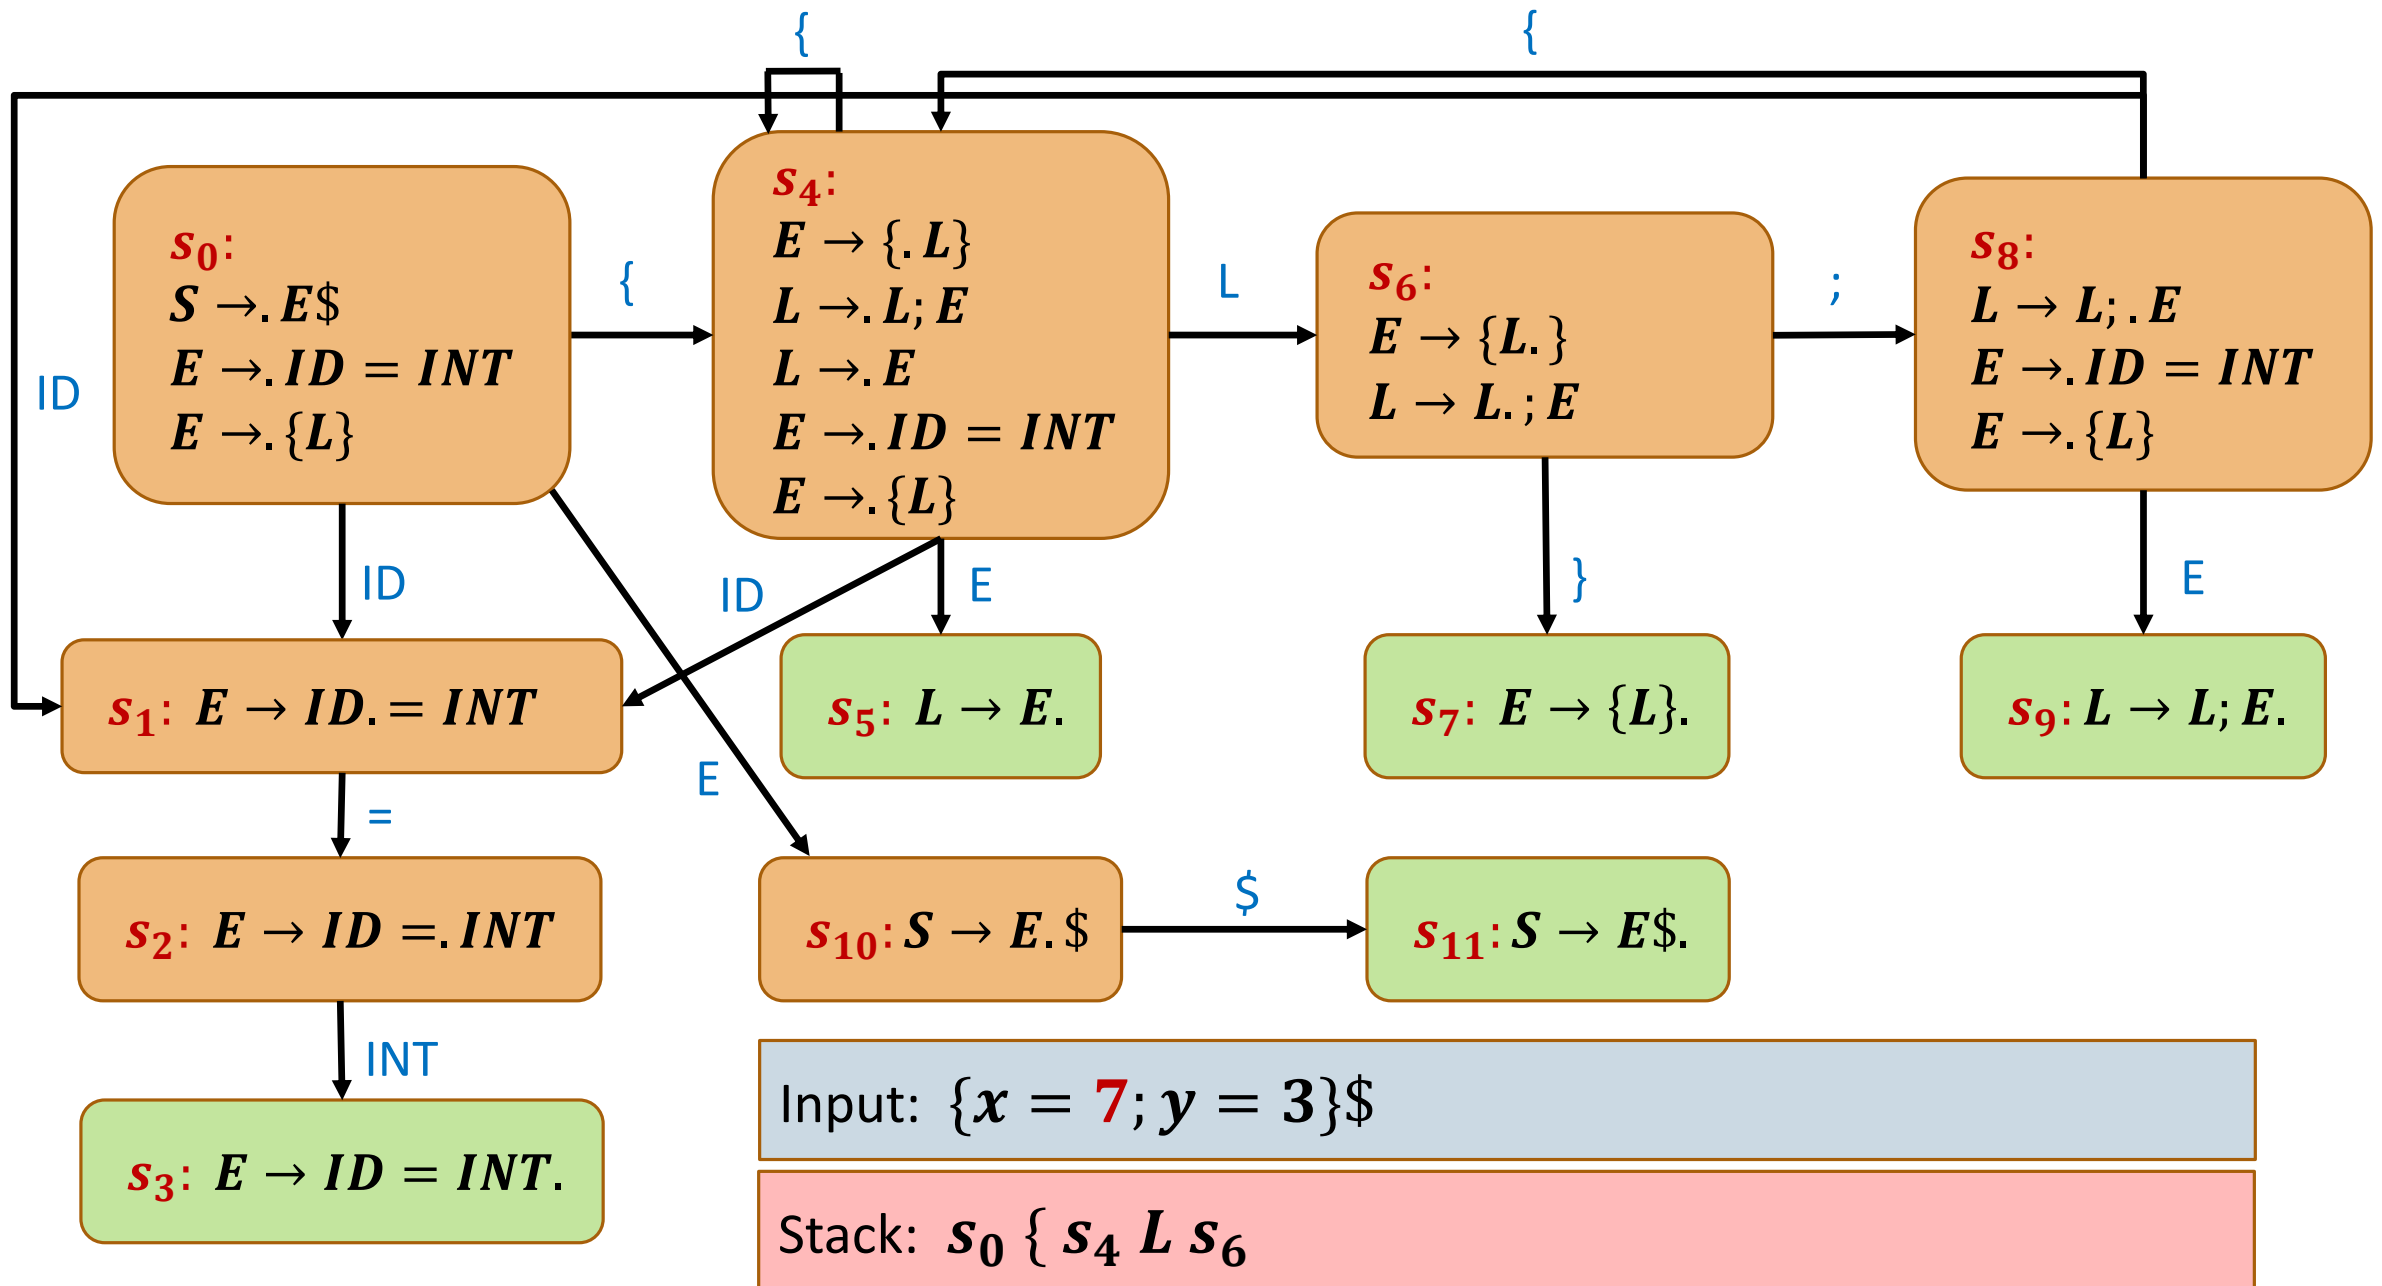 {
{
s₀:
S →. E$
E →. ID = INT
E →. {L}
{
s₄:
E → {. L}
L →. L; E
L →. E
E →. ID = INT
E →. {L}
L
s₆:
E → {L. }
L → L. ; E
;
s₈:
L → L; . E
E →. ID = INT
E →. {L}
ID
ID
ID
E
}
E
s₁: E → ID. = INT
s₅: L → E.
s₇: E → {L}.
s₉: L → L; E.
=
E
s₂: E → ID =. INT
s₁₀: S → E. $
$
s₁₁: S → E$.
INT
s₃: E → ID = INT.
Input: {x = 7; y = 3}$
Stack: s₀ { s₄ L s₆